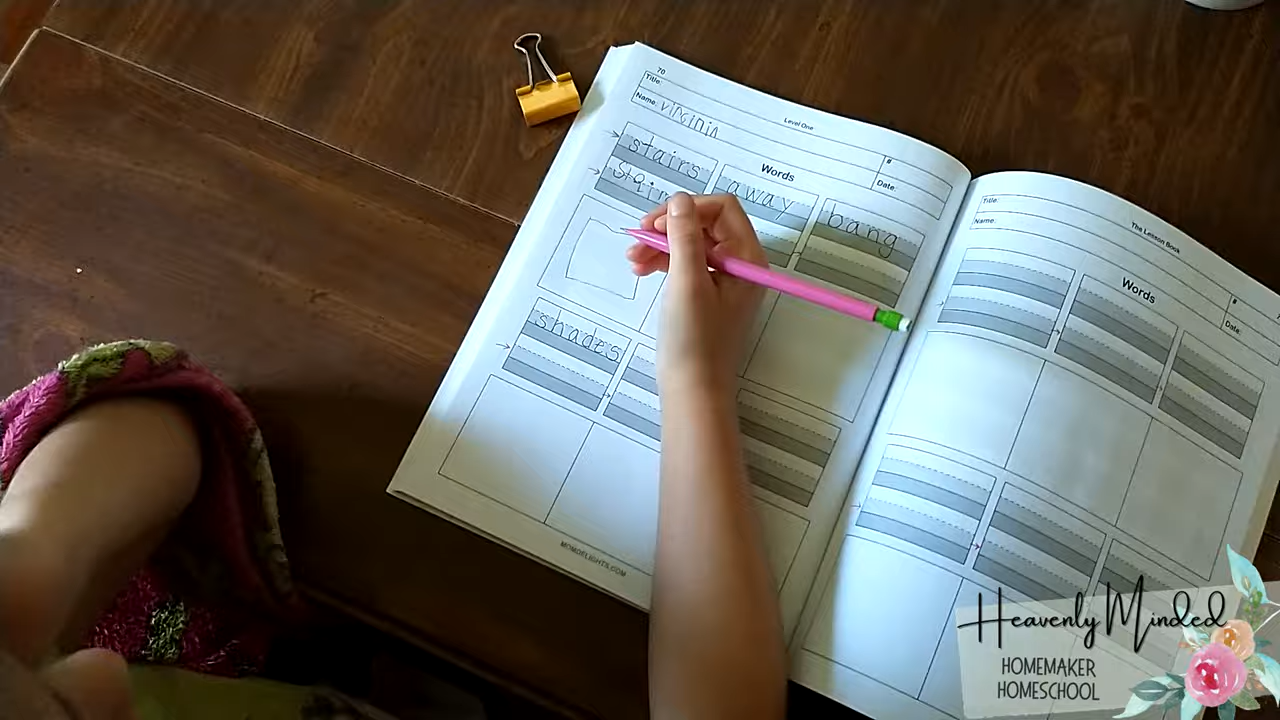 70
Level One
Title:
Name: virginia
#
Date:
Words
stairs
away
bang
shades
MOMDELIGHTS.COM
The Lesson Book
Title:
Name:
#
Date:
Words
Heavenly Minded
HOMEMAKER
HOMESCHOOL